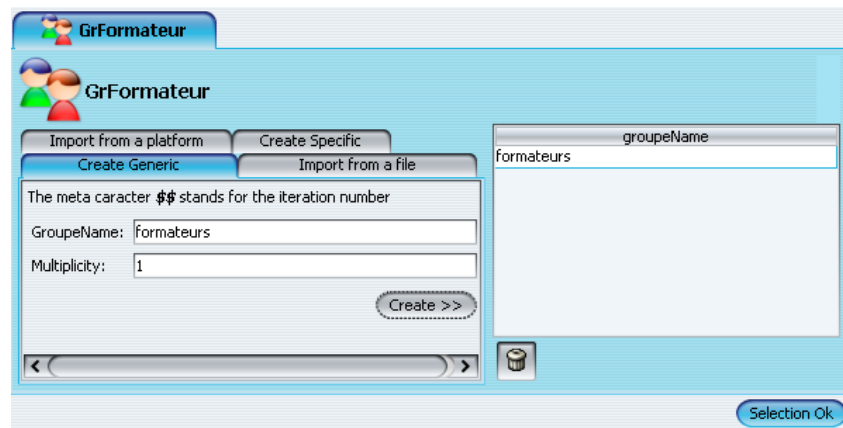 GrFormateur
GrFormateur
Import from a platform
Create Specific
Create Generic
Import from a file
The meta caracter $$ stands for the iteration number
GroupeName: formateurs
Multiplicity: 1
Create >>
groupeName
formateurs
Selection Ok